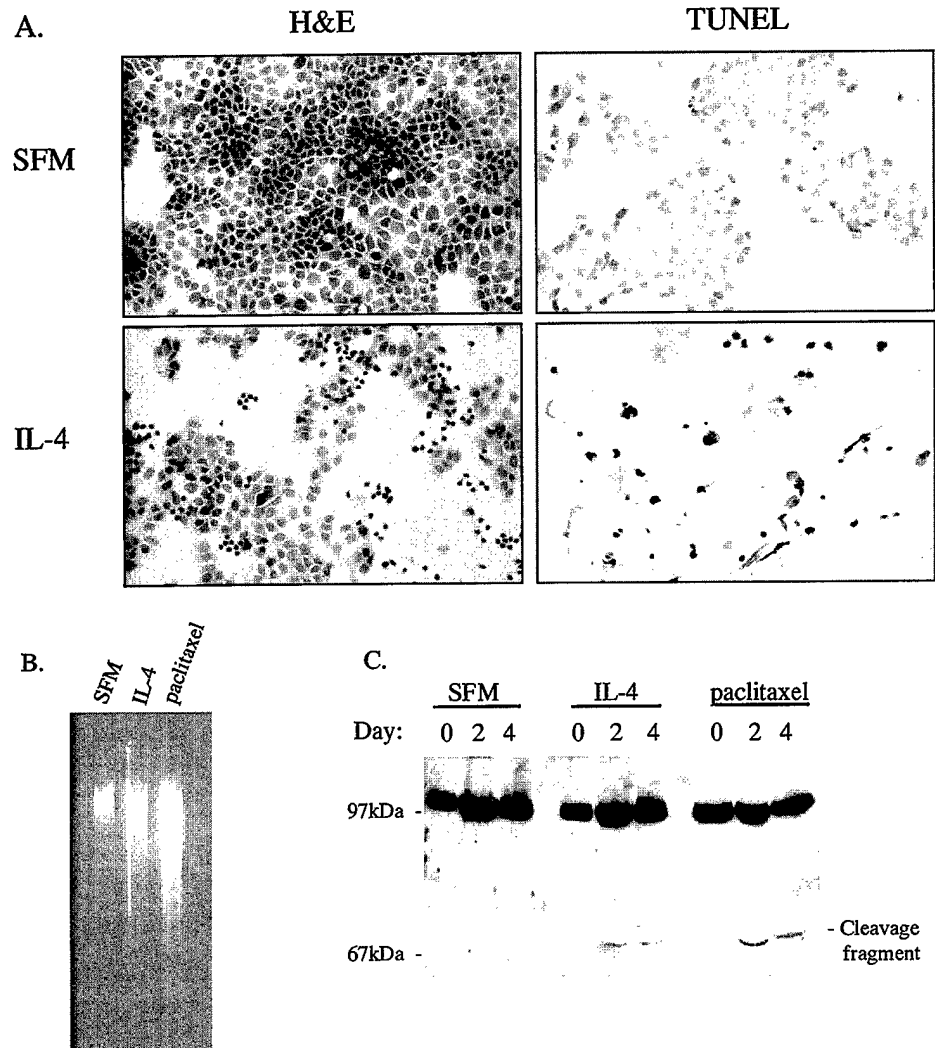 A.
H&E
TUNEL
SFM
IL-4
B.
SFM
IL-4
paclitaxel
C.
SFM
IL-4
paclitaxel
Day: 0 2 4 0 2 4 0 2 4
97kDa -
- Cleavage
fragment
67kDa -